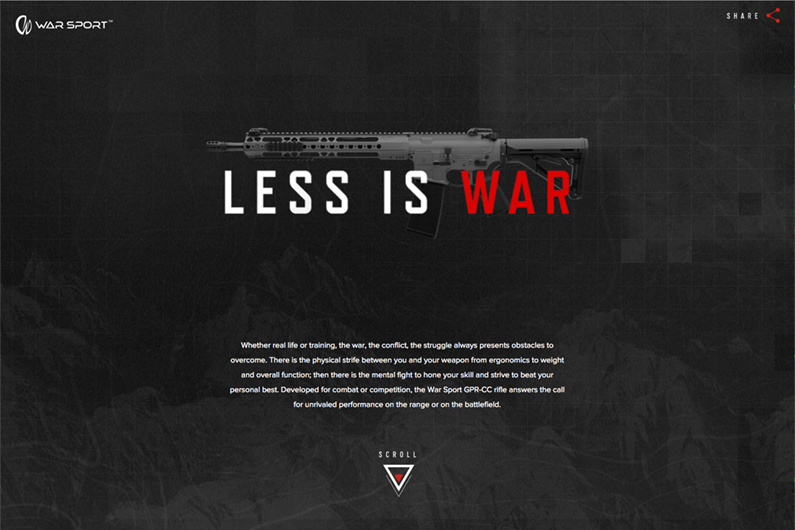 WAR SPORT™
SHARE
LESS IS WAR
Whether real life or training, the war, the conflict, the struggle always presents obstacles to
overcome. There is the physical strife between you and your weapon from ergonomics to weight
and overall function; then there is the mental fight to hone your skill and strive to beat your
personal best. Developed for combat or competition, the War Sport GPR-CC rifle answers the call
for unrivaled performance on the range or on the battlefield.
SCROLL